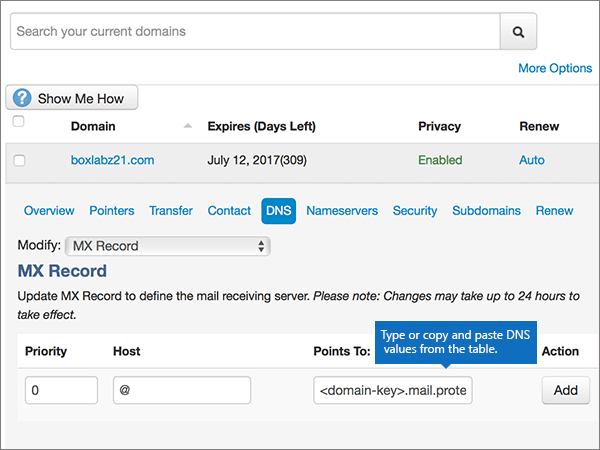 Search your current domains
More Options
? Show Me How
Domain Expires (Days Left) Privacy Renew
boxlabz21.com July 12, 2017(309) Enabled Auto
Overview Pointers Transfer Contact DNS Nameservers Security Subdomains Renew
Modify: MX Record
MX Record
Update MX Record to define the mail receiving server. Please note: Changes may take up to 24 hours to
take effect.
Type or copy and paste DNS
values from the table.
Priority Host Points To: Action
0 @ <domain-key>.mail.prote Add